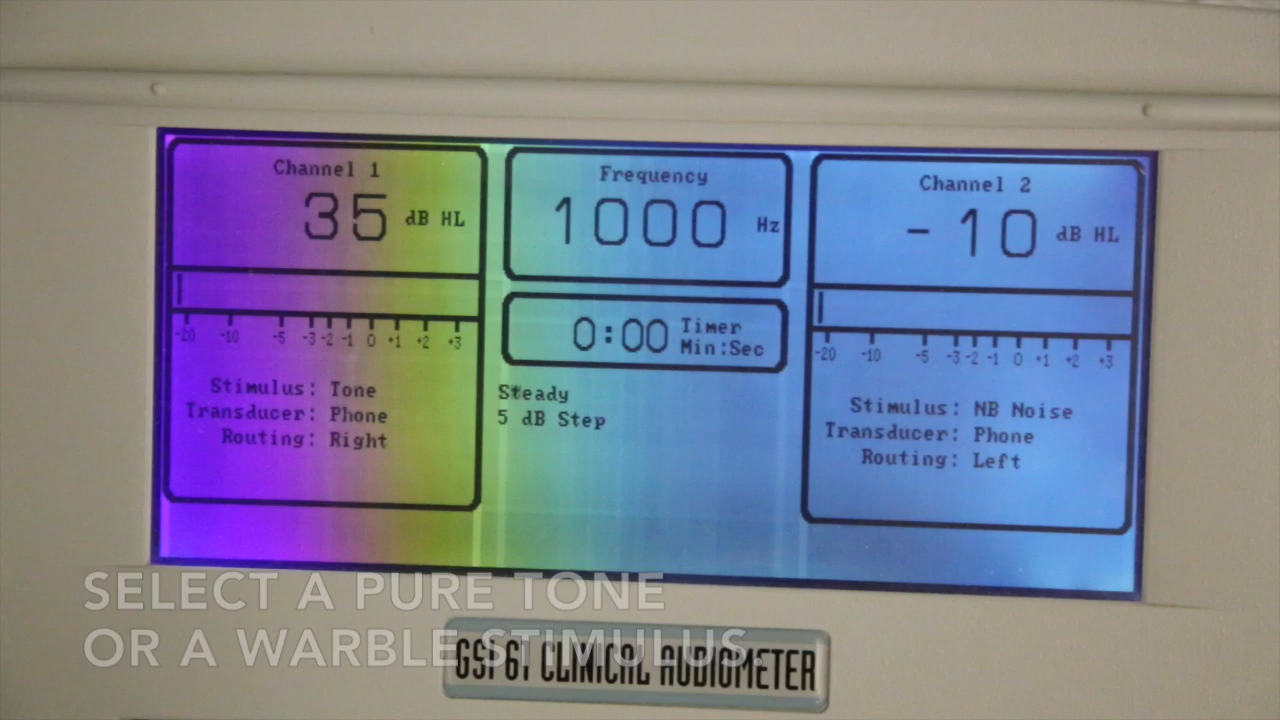 Channel 1
35 dB HL
-20 -10 -5 -3 -2 -1 0 +1 +2 +3
Stimulus: Tone
Transducer: Phone
Routing: Right
Frequency
1000 Hz
0:00 Timer
Min:Sec
Steady
5 dB Step
Channel 2
-10 dB HL
-20 -10 -5 -3 -2 -1 0 +1 +2 +3
Stimulus: NB Noise
Transducer: Phone
Routing: Left
SELECT A PURE TONE
OR A WARBLE STIMULUS.
GSI 61 CLINICAL AUDIOMETER